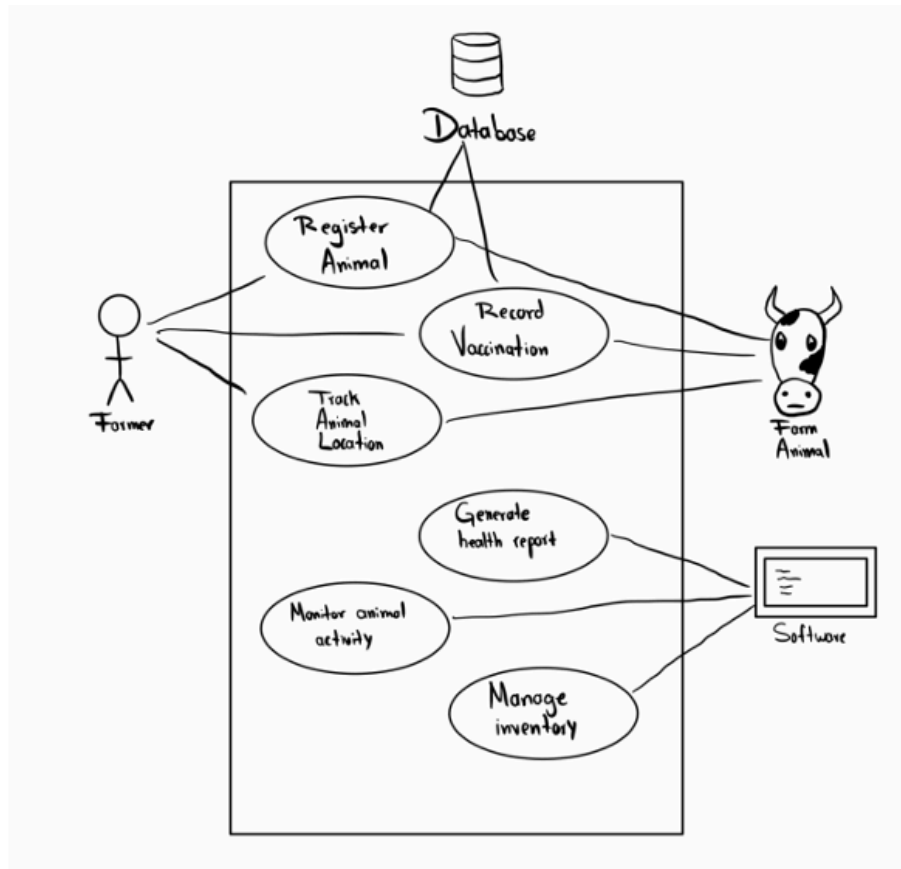 Database
Register
Animal
Record
Vaccination
Farmer
Track
Animal
Location
Farm
Animal
Generate
health report
Monitor animal
activity
Software
Manage
inventory